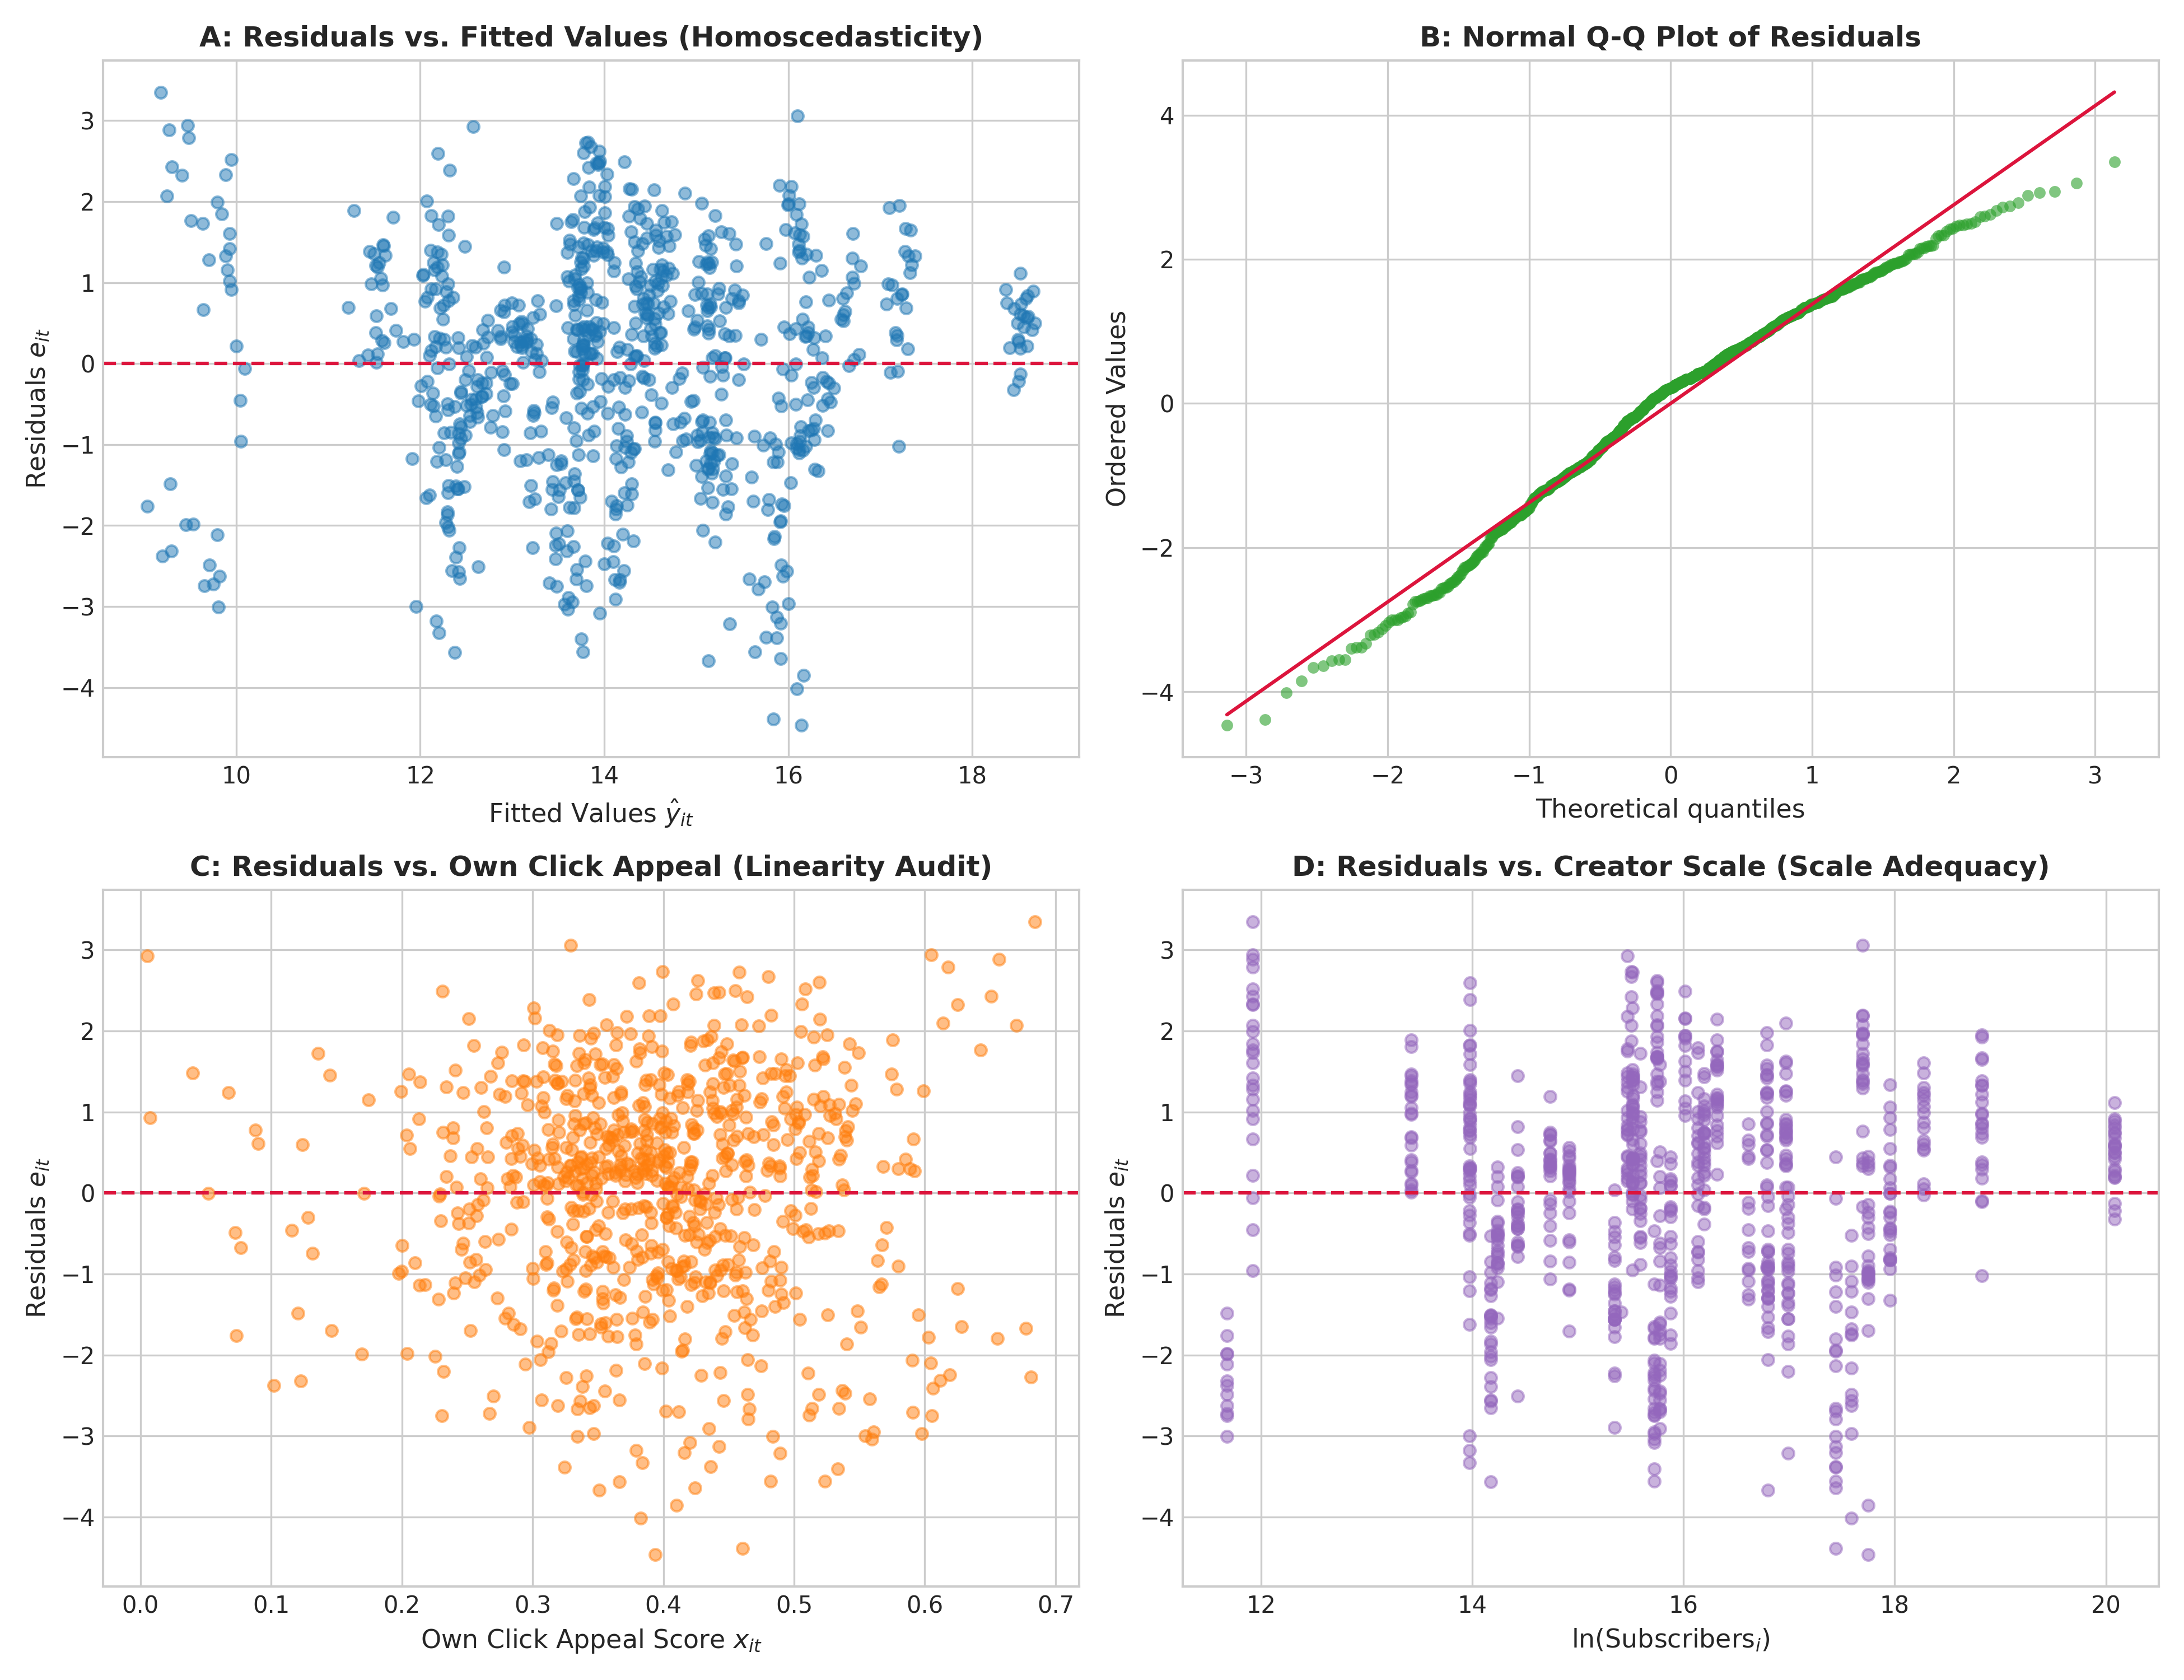 A: Residuals vs. Fitted Values (Homoscedasticity)
3
2
1
0
−1
−2
−3
−4
Residuals e_it
10 12 14 16 18
Fitted Values ŷ_it
B: Normal Q-Q Plot of Residuals
4
2
0
−2
−4
Ordered Values
−3 −2 −1 0 1 2 3
Theoretical quantiles
C: Residuals vs. Own Click Appeal (Linearity Audit)
3
2
1
0
−1
−2
−3
−4
Residuals e_it
0.0 0.1 0.2 0.3 0.4 0.5 0.6 0.7
Own Click Appeal Score x_it
D: Residuals vs. Creator Scale (Scale Adequacy)
3
2
1
0
−1
−2
−3
−4
Residuals e_it
12 14 16 18 20
ln(Subscribers_i)